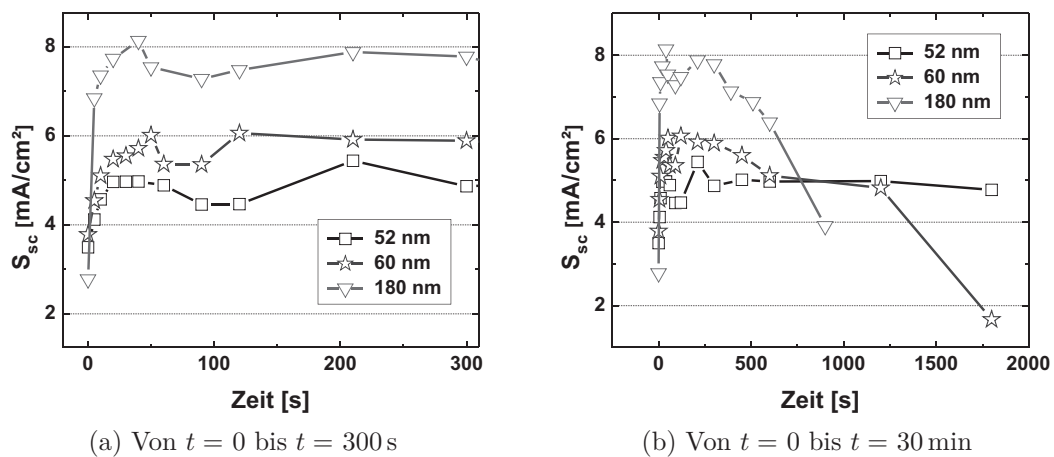 8
6
4
2
S_sc [mA/cm²]
52 nm
60 nm
180 nm
0
100
200
300
Zeit [s]
(a) Von t = 0 bis t = 300 s
8
6
4
2
S_sc [mA/cm²]
52 nm
60 nm
180 nm
0
500
1000
1500
2000
Zeit [s]
(b) Von t = 0 bis t = 30 min